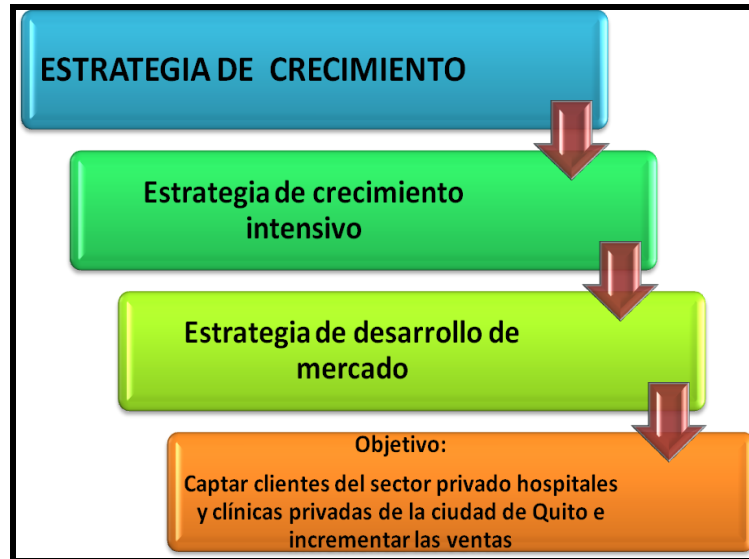 ESTRATEGIA DE CRECIMIENTO
Estrategia de crecimiento
intensivo
Estrategia de desarrollo de
mercado
Objetivo:
Captar clientes del sector privado hospitales
y clínicas privadas de la ciudad de Quito e
incrementar las ventas